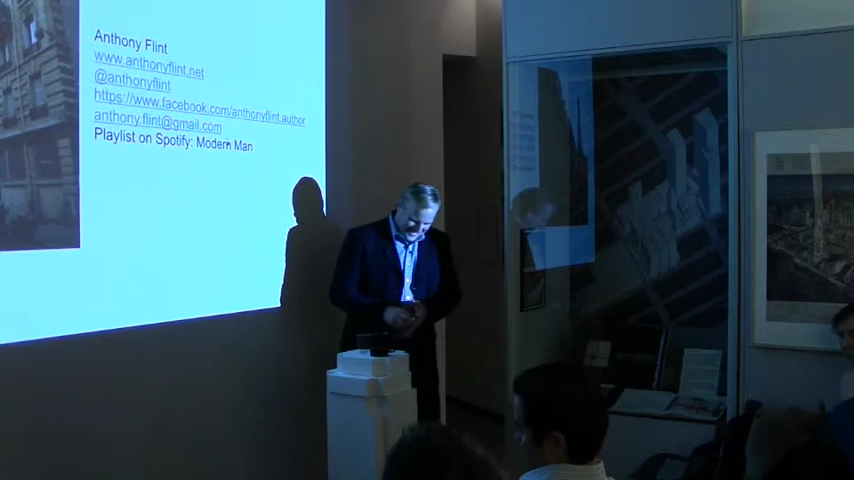 Anthony Flint
www.anthonyflint.net
@anthonyflint
https://www.facebook.com/anthonyflint.author
anthony.flint@gmail.com
Playlist on Spotify: Modern Man